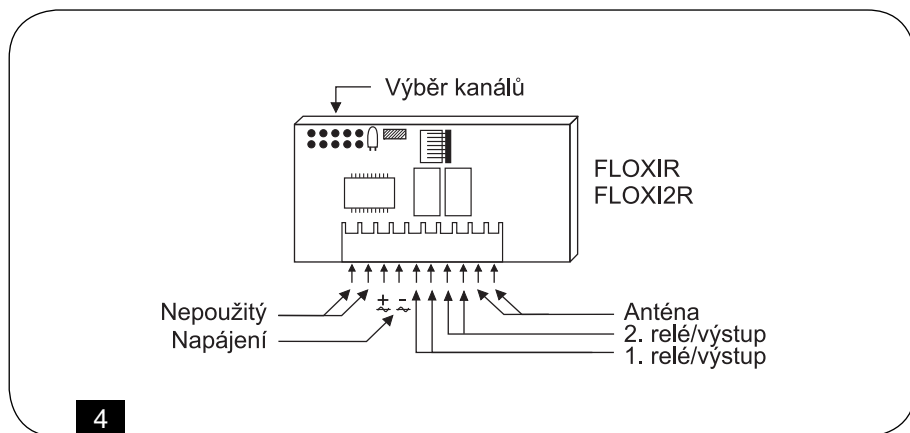 Výběr kanálů
FLOXIR
FLOXI2R
Nepoužitý
+ −
Napájení
Anténa
2. relé/výstup
1. relé/výstup
4